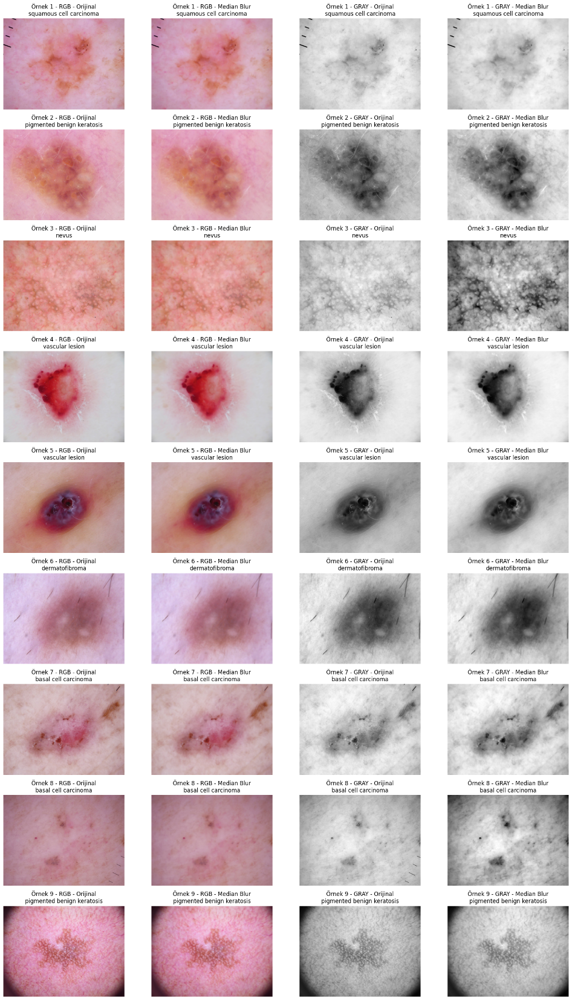 Örnek 1 - RGB - Orijinal
squamous cell carcinoma
Örnek 1 - RGB - Median Blur
squamous cell carcinoma
Örnek 1 - GRAY - Orijinal
squamous cell carcinoma
Örnek 1 - GRAY - Median Blur
squamous cell carcinoma
Örnek 2 - RGB - Orijinal
pigmented benign keratosis
Örnek 2 - RGB - Median Blur
pigmented benign keratosis
Örnek 2 - GRAY - Orijinal
pigmented benign keratosis
Örnek 2 - GRAY - Median Blur
pigmented benign keratosis
Örnek 3 - RGB - Orijinal
nevus
Örnek 3 - RGB - Median Blur
nevus
Örnek 3 - GRAY - Orijinal
nevus
Örnek 3 - GRAY - Median Blur
nevus
Örnek 4 - RGB - Orijinal
vascular lesion
Örnek 4 - RGB - Median Blur
vascular lesion
Örnek 4 - GRAY - Orijinal
vascular lesion
Örnek 4 - GRAY - Median Blur
vascular lesion
Örnek 5 - RGB - Orijinal
vascular lesion
Örnek 5 - RGB - Median Blur
vascular lesion
Örnek 5 - GRAY - Orijinal
vascular lesion
Örnek 5 - GRAY - Median Blur
vascular lesion
Örnek 6 - RGB - Orijinal
dermatofibroma
Örnek 6 - RGB - Median Blur
dermatofibroma
Örnek 6 - GRAY - Orijinal
dermatofibroma
Örnek 6 - GRAY - Median Blur
dermatofibroma
Örnek 7 - RGB - Orijinal
basal cell carcinoma
Örnek 7 - RGB - Median Blur
basal cell carcinoma
Örnek 7 - GRAY - Orijinal
basal cell carcinoma
Örnek 7 - GRAY - Median Blur
basal cell carcinoma
Örnek 8 - RGB - Orijinal
basal cell carcinoma
Örnek 8 - RGB - Median Blur
basal cell carcinoma
Örnek 8 - GRAY - Orijinal
basal cell carcinoma
Örnek 8 - GRAY - Median Blur
basal cell carcinoma
Örnek 9 - RGB - Orijinal
pigmented benign keratosis
Örnek 9 - RGB - Median Blur
pigmented benign keratosis
Örnek 9 - GRAY - Orijinal
pigmented benign keratosis
Örnek 9 - GRAY - Median Blur
pigmented benign keratosis